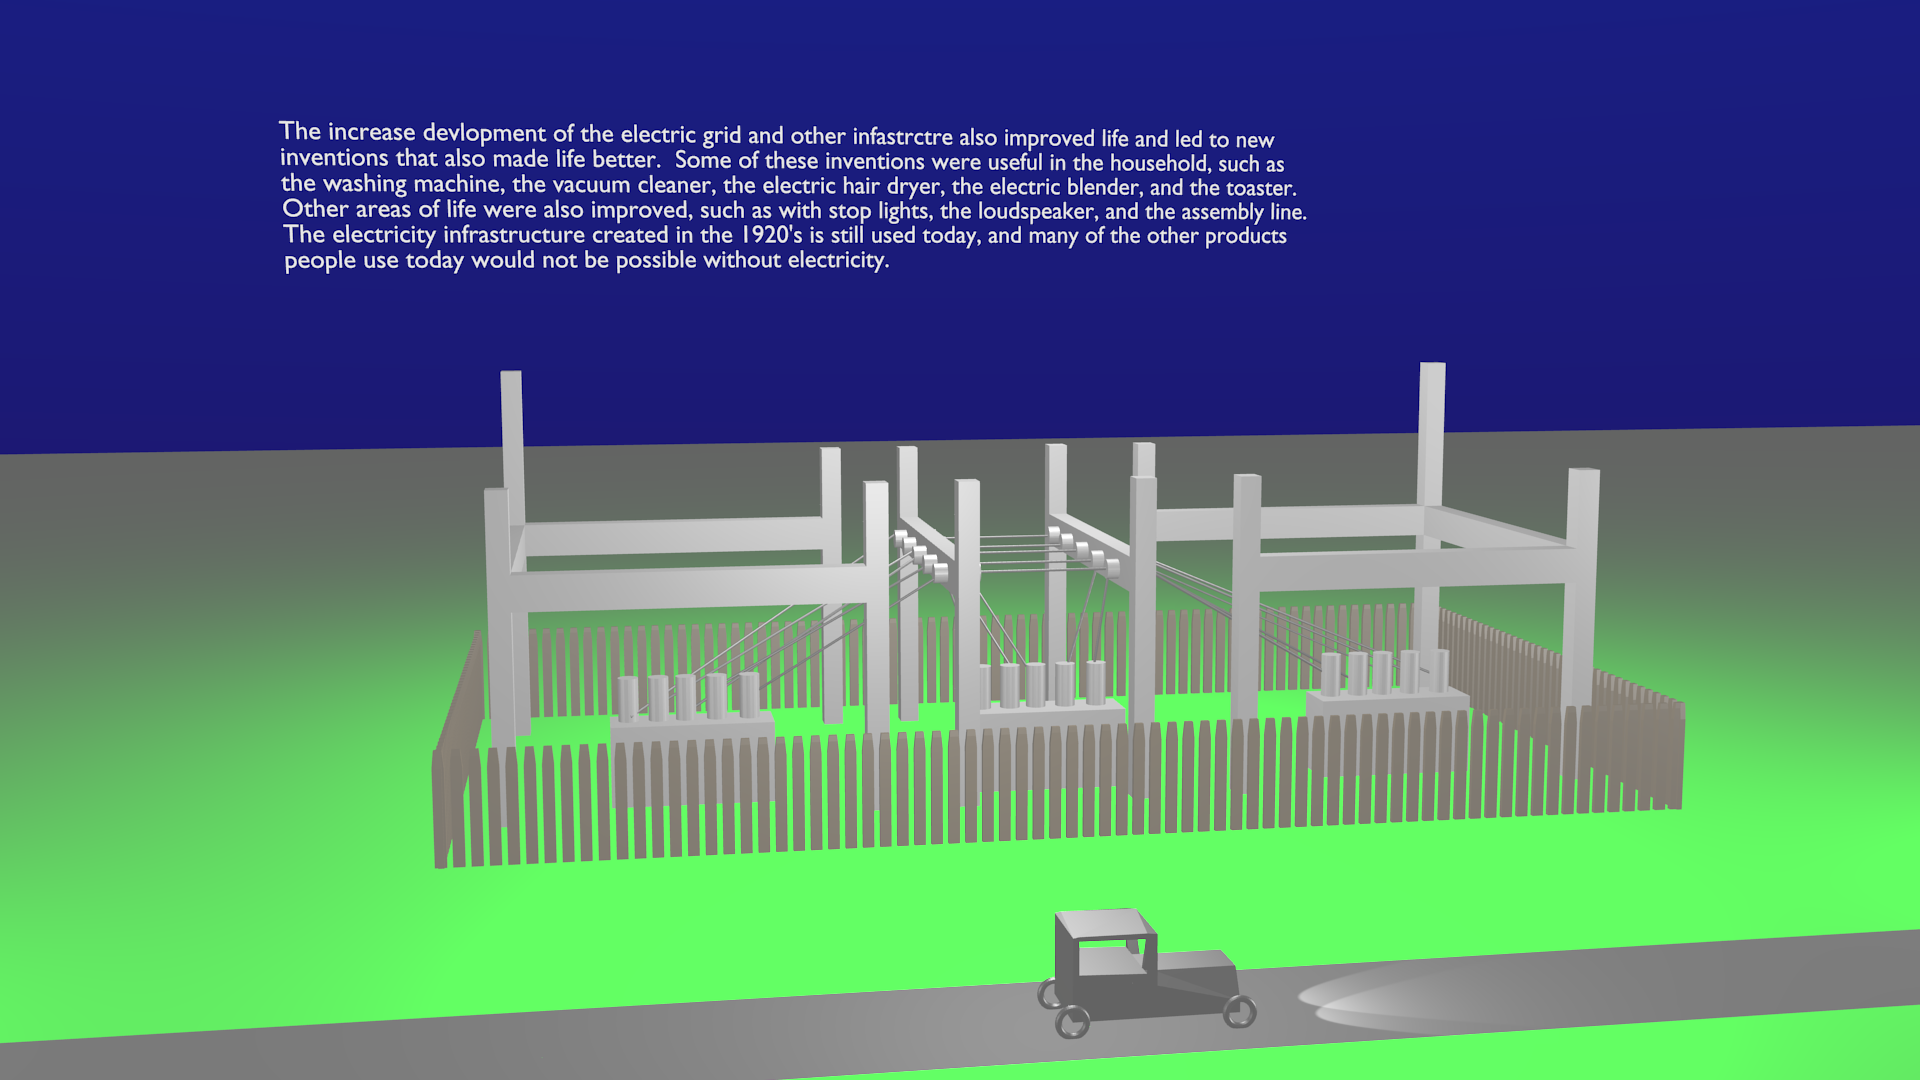 The increase devlopment of the electric grid and other infastrctre also improved life and led to new
inventions that also made life better.  Some of these inventions were useful in the household, such as
the washing machine, the vacuum cleaner, the electric hair dryer, the electric blender, and the toaster.
Other areas of life were also improved, such as with stop lights, the loudspeaker, and the assembly line.
The electricity infrastructure created in the 1920's is still used today, and many of the other products
people use today would not be possible without electricity.